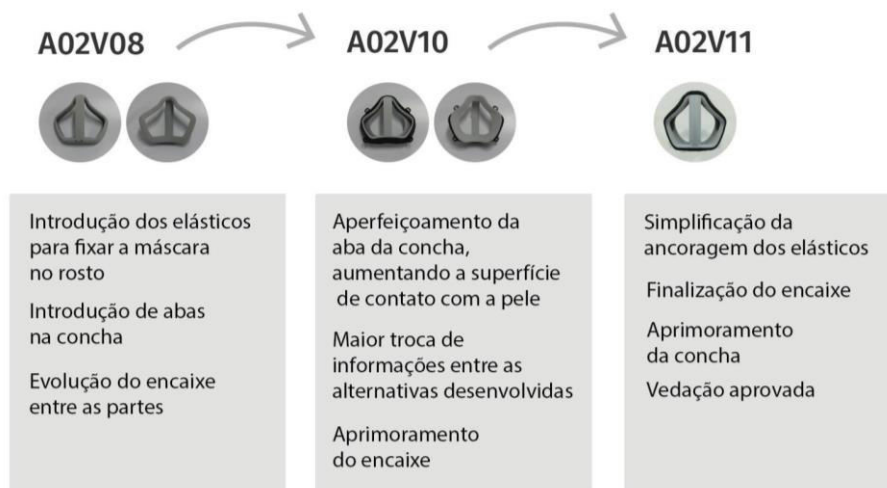 A02V08
A02V10
A02V11
Introdução dos elásticos
para fixar a máscara
no rosto
Introdução de abas
na concha
Evolução do encaixe
entre as partes
Aperfeiçoamento da
aba da concha,
aumentando a superfície
de contato com a pele
Maior troca de
informações entre as
alternativas desenvolvidas
Aprimoramento
do encaixe
Simplificação da
ancoragem dos elásticos
Finalização do encaixe
Aprimoramento
da concha
Vedação aprovada